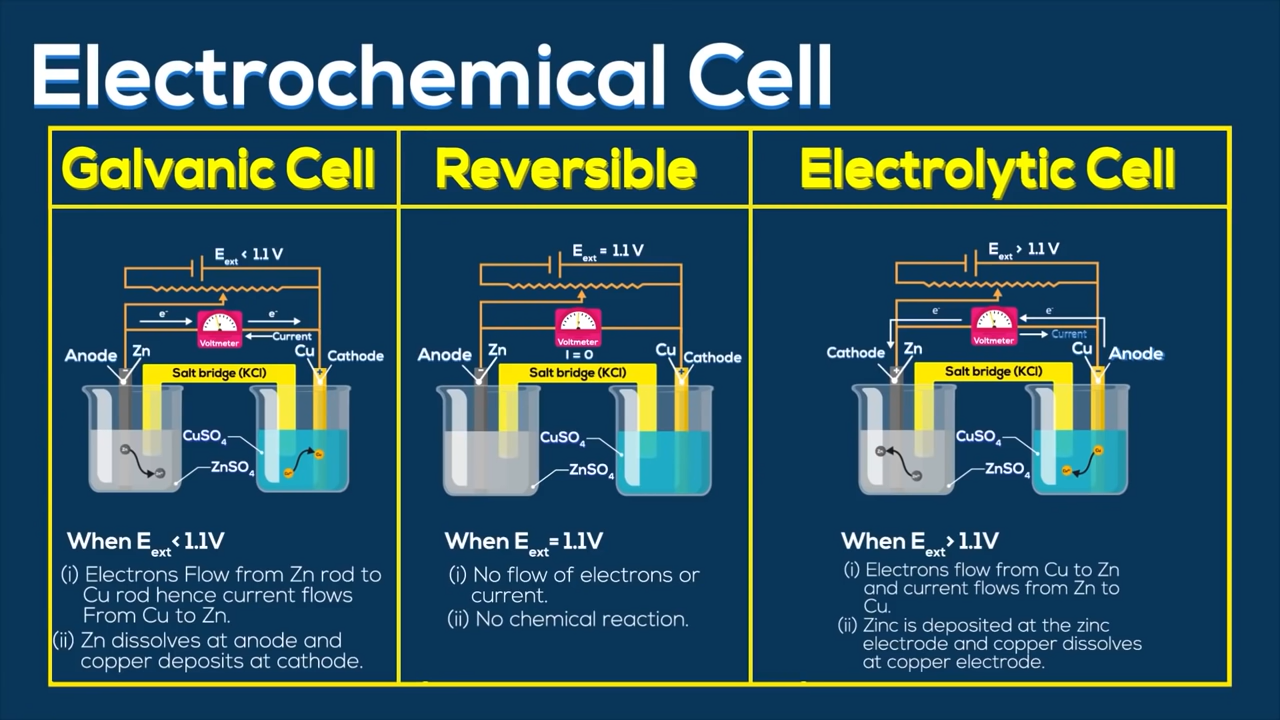 Electrochemical Cell
Galvanic Cell
Reversible
Electrolytic Cell
E_ext < 1.1 V
e⁻
e⁻
Voltmeter
Current
Anode
Zn
Cu
Cathode
Salt bridge (KCl)
CuSO₄
ZnSO₄
When E_ext < 1.1V
(i) Electrons Flow from Zn rod to
Cu rod hence current flows
From Cu to Zn.
(ii) Zn dissolves at anode and
copper deposits at cathode.
E_ext = 1.1 V
Voltmeter
I = 0
Anode
Zn
Cu
Cathode
Salt bridge (KCl)
CuSO₄
ZnSO₄
When E_ext = 1.1V
(i) No flow of electrons or
current.
(ii) No chemical reaction.
E_ext > 1.1 V
e⁻
e⁻
Voltmeter
Current
Cathode
Zn
Cu
Anode
Salt bridge (KCl)
CuSO₄
ZnSO₄
When E_ext > 1.1V
(i) Electrons flow from Cu to Zn
and current flows from Zn to
Cu.
(ii) Zinc is deposited at the zinc
electrode and copper dissolves
at copper electrode.